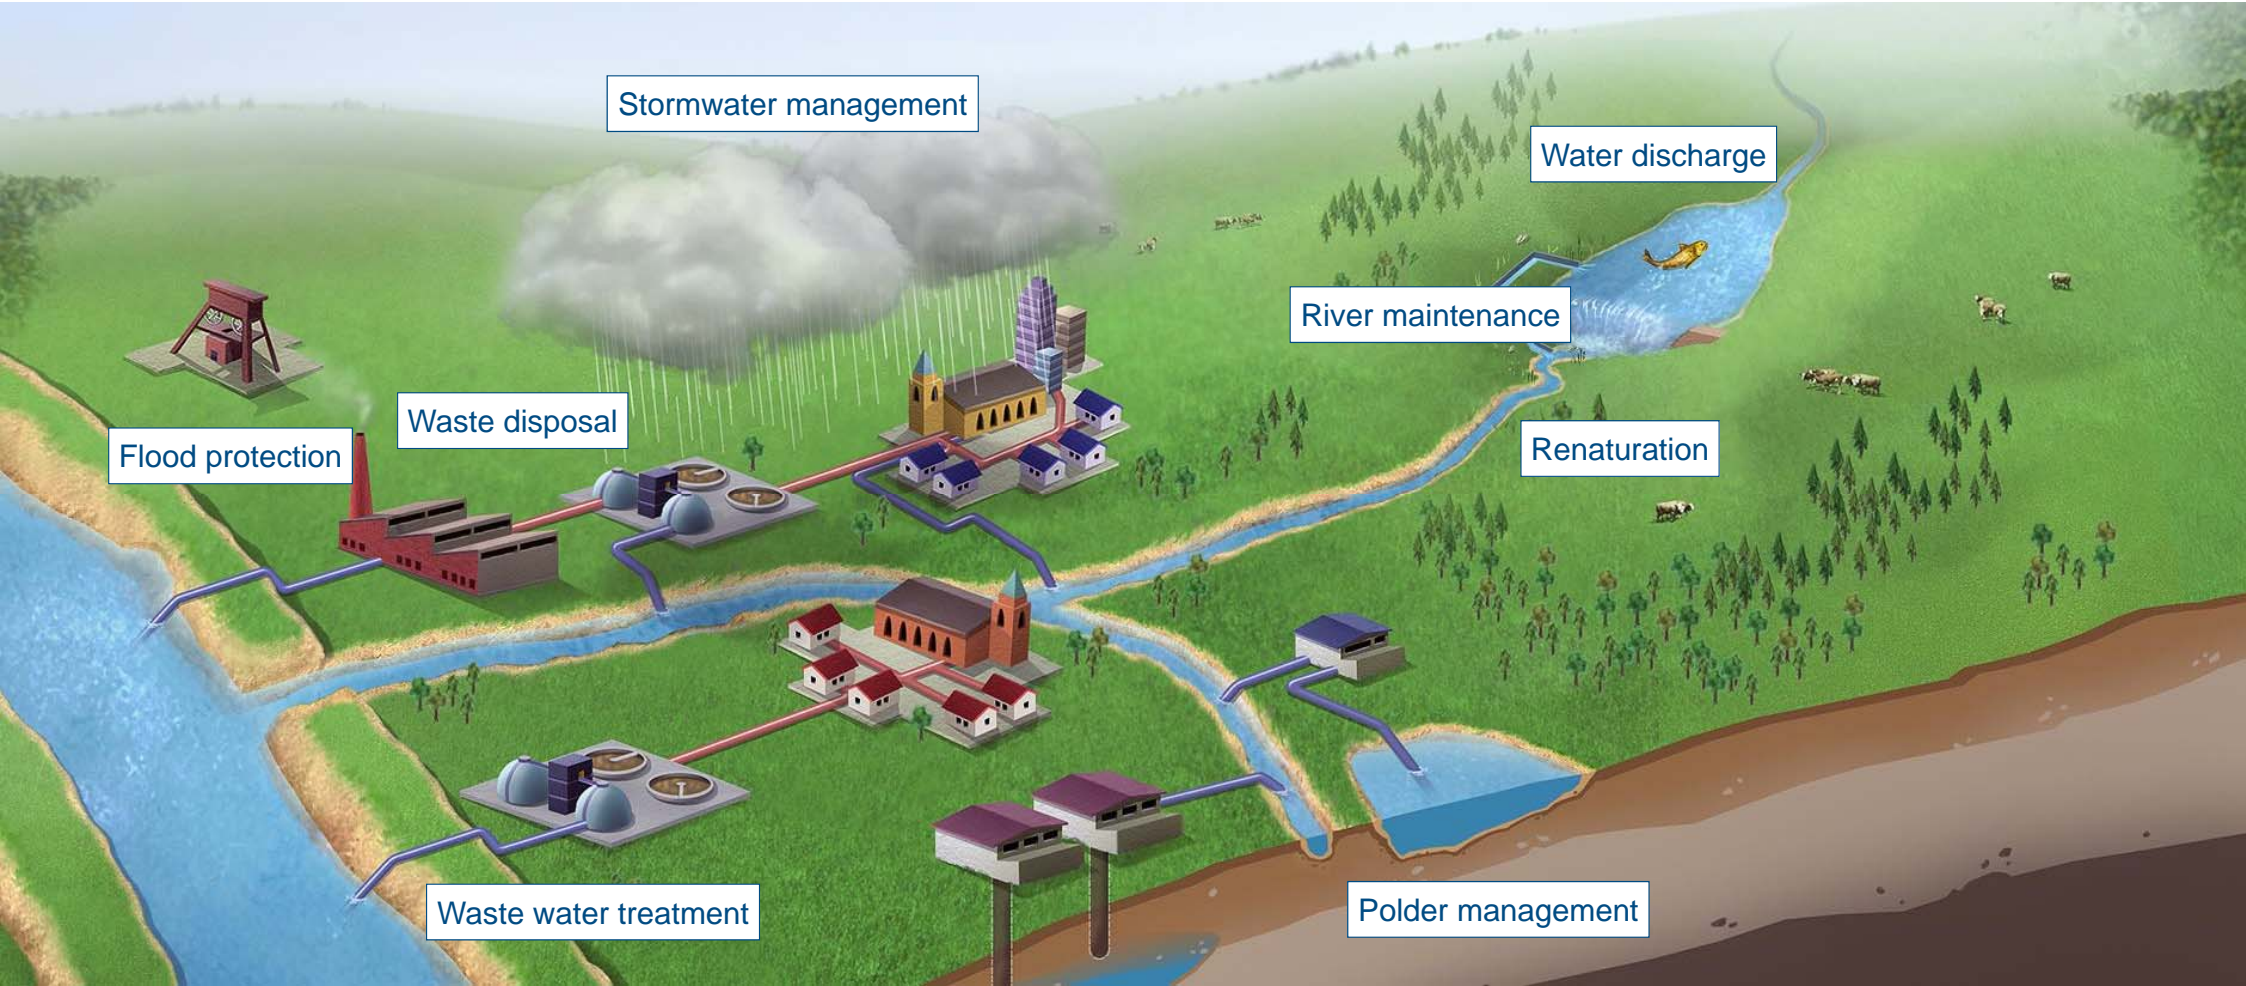 Stormwater management
Water discharge
River maintenance
Waste disposal
Flood protection
Renaturation
Waste water treatment
Polder management